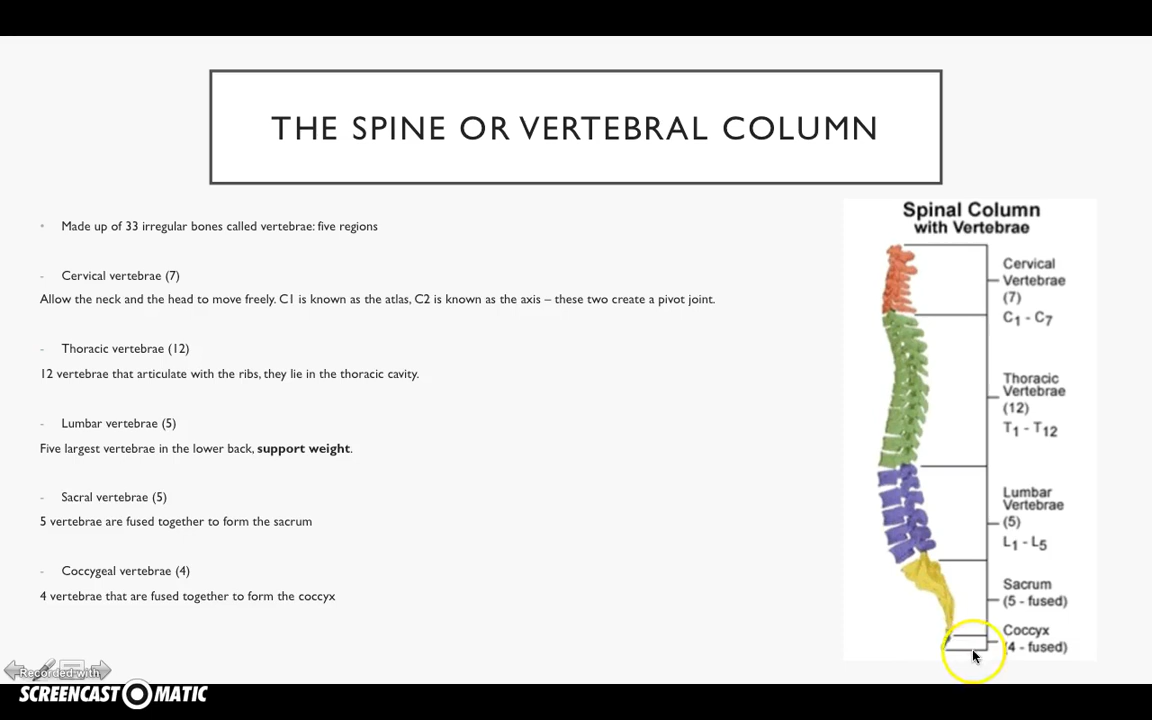 THE SPINE OR VERTEBRAL COLUMN
• Made up of 33 irregular bones called vertebrae: five regions
- Cervical vertebrae (7)
Allow the neck and the head to move freely. C1 is known as the atlas, C2 is known as the axis – these two create a pivot joint.
- Thoracic vertebrae (12)
12 vertebrae that articulate with the ribs, they lie in the thoracic cavity.
- Lumbar vertebrae (5)
Five largest vertebrae in the lower back, support weight.
- Sacral vertebrae (5)
5 vertebrae are fused together to form the sacrum
- Coccygeal vertebrae (4)
4 vertebrae that are fused together to form the coccyx
Spinal Column
with Vertebrae
Cervical
Vertebrae
(7)
C1 - C7
Thoracic
Vertebrae
(12)
T1 - T12
Lumbar
Vertebrae
(5)
L1 - L5
Sacrum
(5 - fused)
Coccyx
(4 - fused)
Recorded with
SCREENCAST MATIC